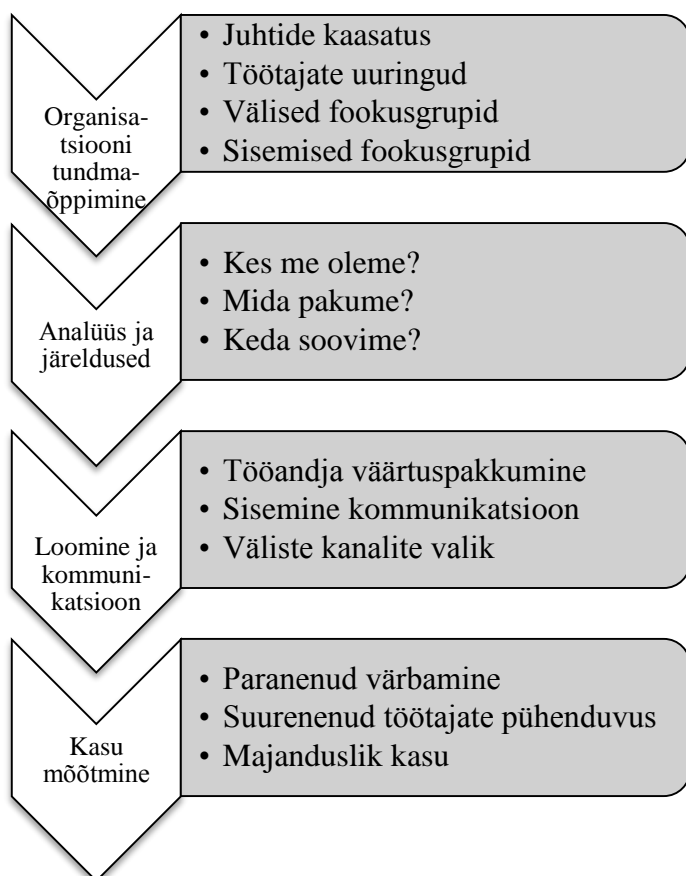 Organisa-
tsiooni
tundma-
õppimine
• Juhtide kaasatus
• Töötajate uuringud
• Välised fookusgrupid
• Sisemised fookusgrupid
Analüüs ja
järeldused
• Kes me oleme?
• Mida pakume?
• Keda soovime?
Loomine ja
kommuni-
katsioon
• Tööandja väärtuspakkumine
• Sisemine kommunikatsioon
• Väliste kanalite valik
Kasu
mõõtmine
• Paranenud värbamine
• Suurenenud töötajate pühenduvus
• Majanduslik kasu